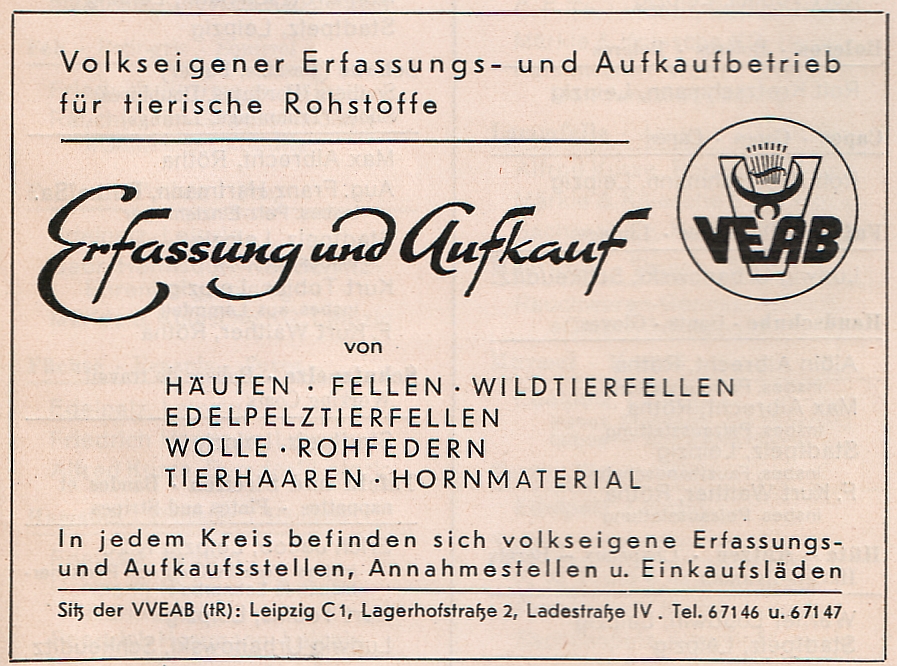 Volkseigener Erfassungs- und Aufkaufbetrieb
für tierische Rohstoffe
VEAB
Erfassung und Aufkauf
von
HÄUTEN · FELLEN · WILDTIERFELLEN
EDELPELZTIERFELLEN
WOLLE · ROHFEDERN
TIERHAAREN · HORNMATERIAL
In jedem Kreis befinden sich volkseigene Erfassungs-
und Aufkaufsstellen, Annahmestellen u. Einkaufsläden
Sitz der VVEAB (tR): Leipzig C 1, Lagerhofstraße 2, Ladestraße IV . Tel. 67146 u. 67147